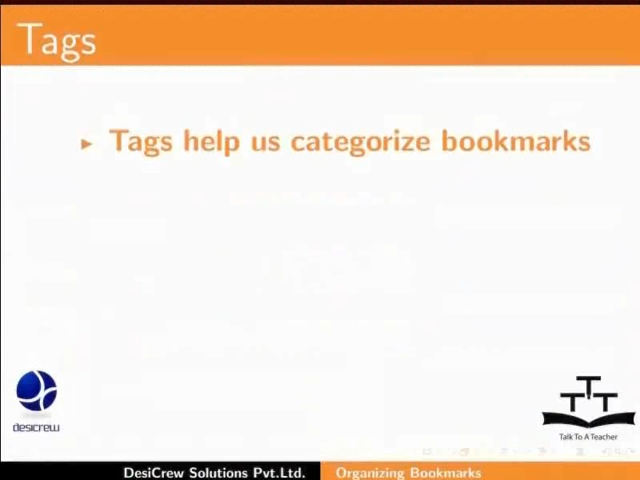 Tags
Tags help us categorize bookmarks
desicrew
T
T T
Talk To A Teacher
DesiCrew Solutions Pvt.Ltd. Organizing Bookmarks